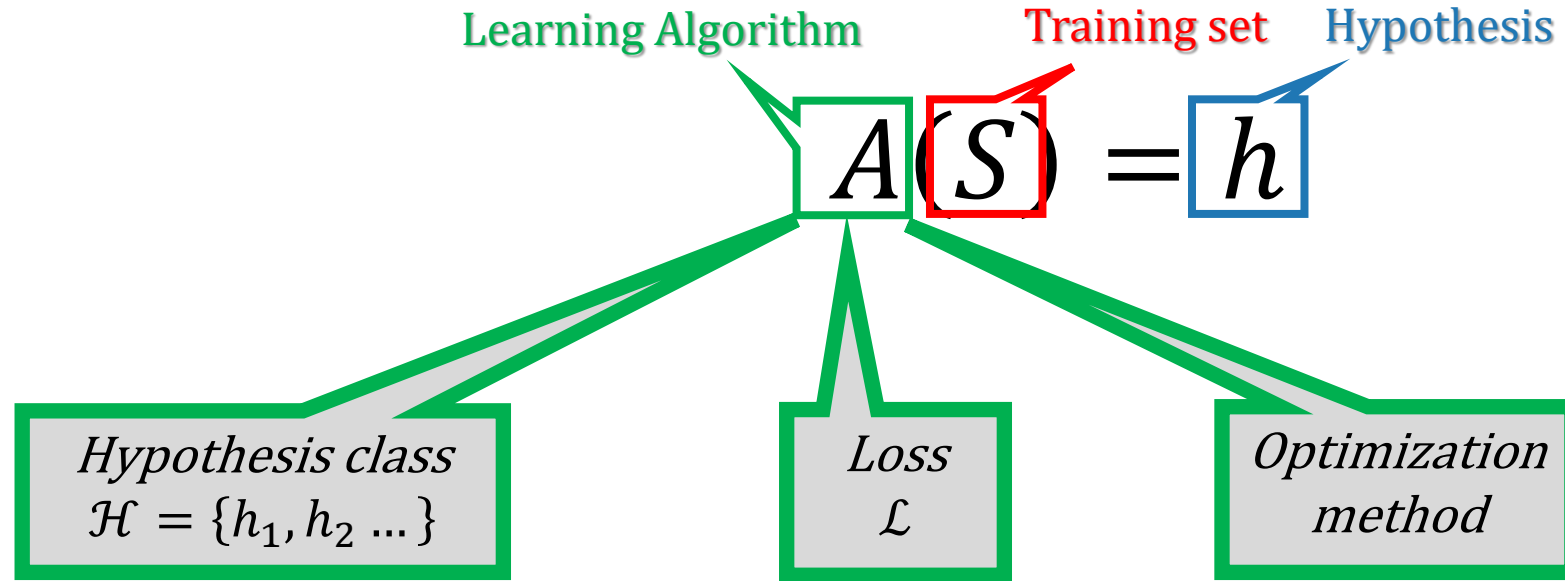 Learning Algorithm Training set Hypothesis
A(S) = h
Hypothesis class
ℋ = {h₁, h₂ ...}
Loss
ℒ
Optimization
method